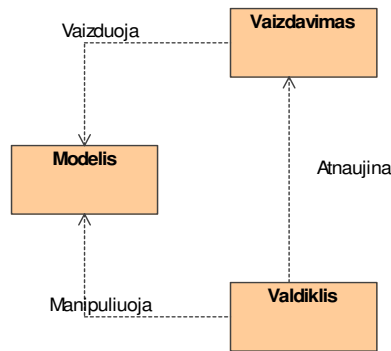 Vaizdavimas
Vaizduoja
Modelis
Atnaujina
Valdiklis
Manipuliuoja